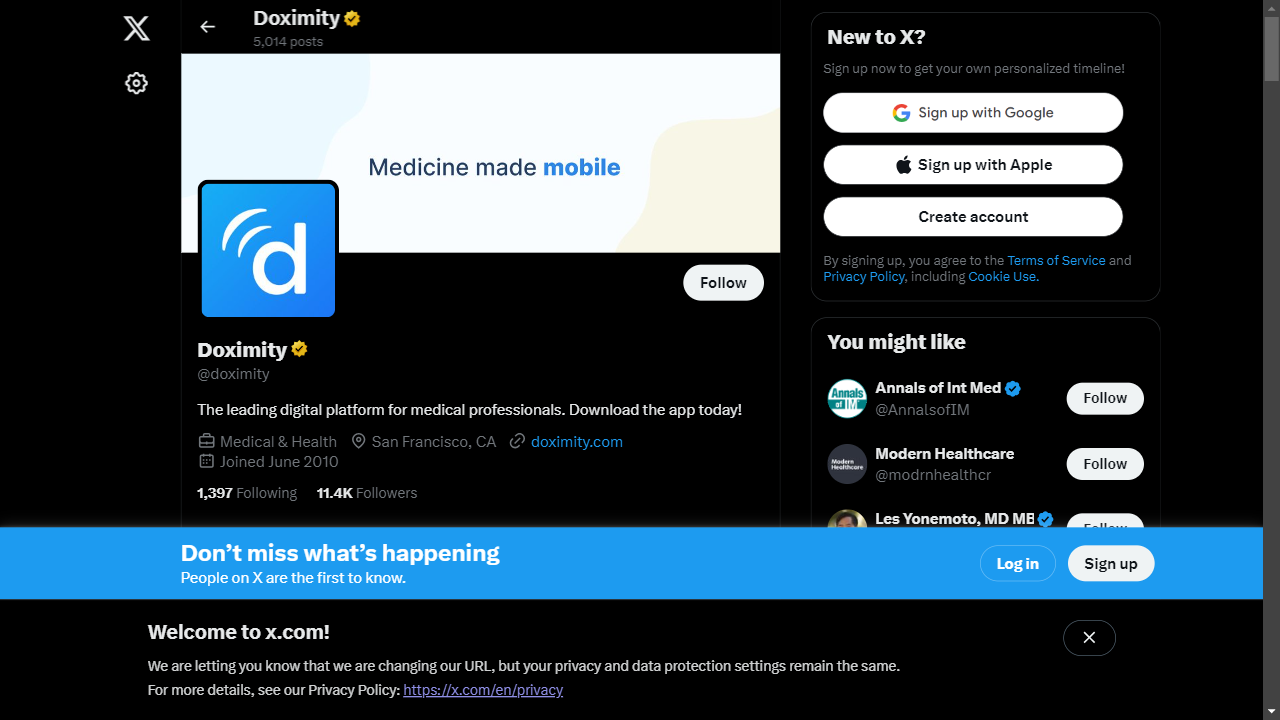 Doximity
5,014 posts
Medicine made mobile
Follow
Doximity
@doximity
The leading digital platform for medical professionals. Download the app today!
Medical & Health San Francisco, CA doximity.com
Joined June 2010
1,397 Following 11.4K Followers
New to X?
Sign up now to get your own personalized timeline!
Sign up with Google
Sign up with Apple
Create account
By signing up, you agree to the Terms of Service and
Privacy Policy, including Cookie Use.
You might like
Annals of Int Med
@AnnalsofIM
Follow
Annals
of IM
Modern Healthcare
@modrnhealthcr
Follow
Modern
Healthcare
Les Yonemoto, MD MB
Follow
Don’t miss what’s happening
People on X are the first to know.
Log in
Sign up
Welcome to x.com!
We are letting you know that we are changing our URL, but your privacy and data protection settings remain the same.
For more details, see our Privacy Policy: https://x.com/en/privacy